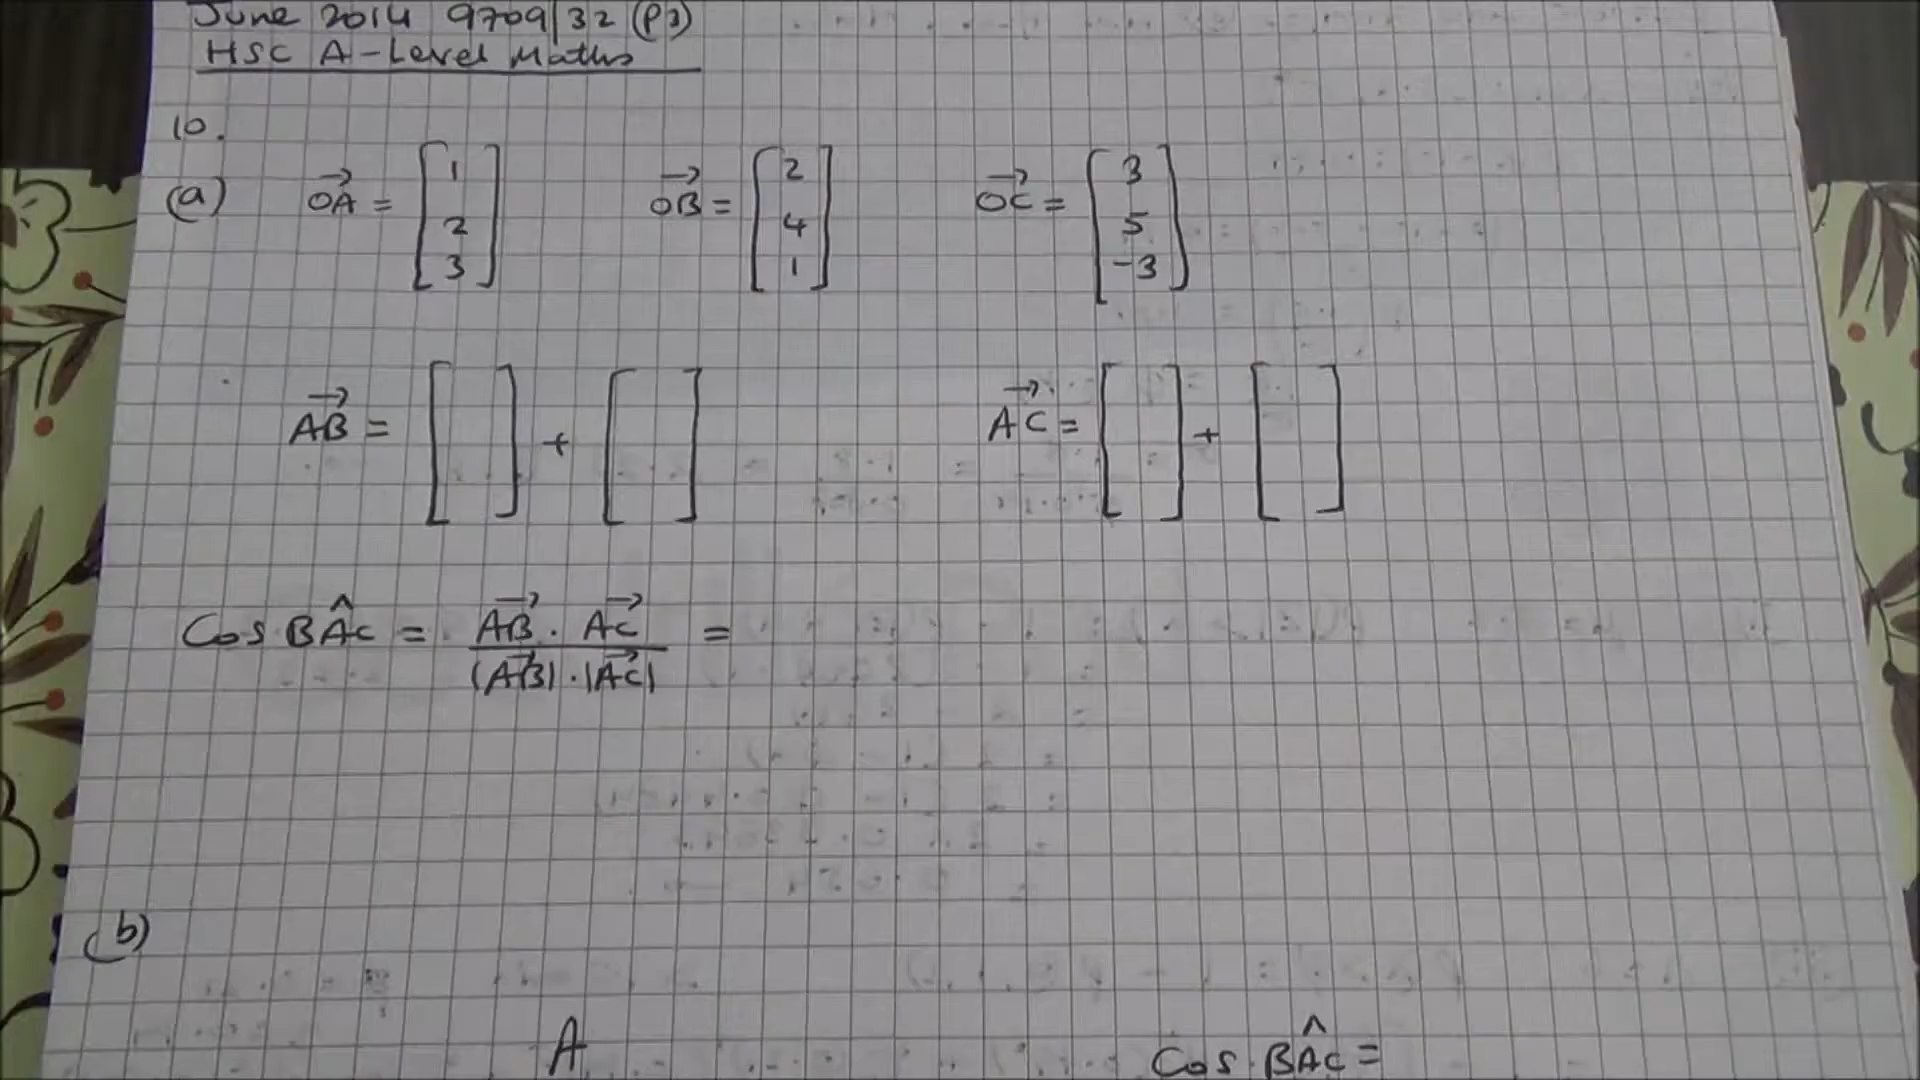 June 2014 9709/32 (P3)
HSC A-Level Maths
10.
(a) OA→ = [1 2 3] OB→ = [2 4 1] OC→ = [3 5 -3]
AB→ = [ ] + [ ] AC→ = [ ] + [ ]
Cos BÂC = AB→ . AC→ / |AB→| . |AC→| =
(b)
A Cos BÂC =